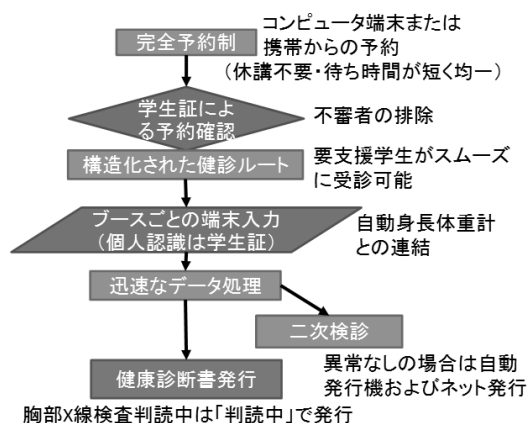 完全予約制
コンピュータ端末または
携帯からの予約
（休講不要・待ち時間が短く均一）
学生証によ
る予約確認
不審者の排除
構造化された健診ルート
要支援学生がスムーズ
に受診可能
ブースごとの端末入力
（個人認識は学生証）
自動身長体重計
との連結
迅速なデータ処理
二次検診
健康診断書発行
異常なしの場合は自動
発行機およびネット発行
胸部X線検査判読中は「判読中」で発行